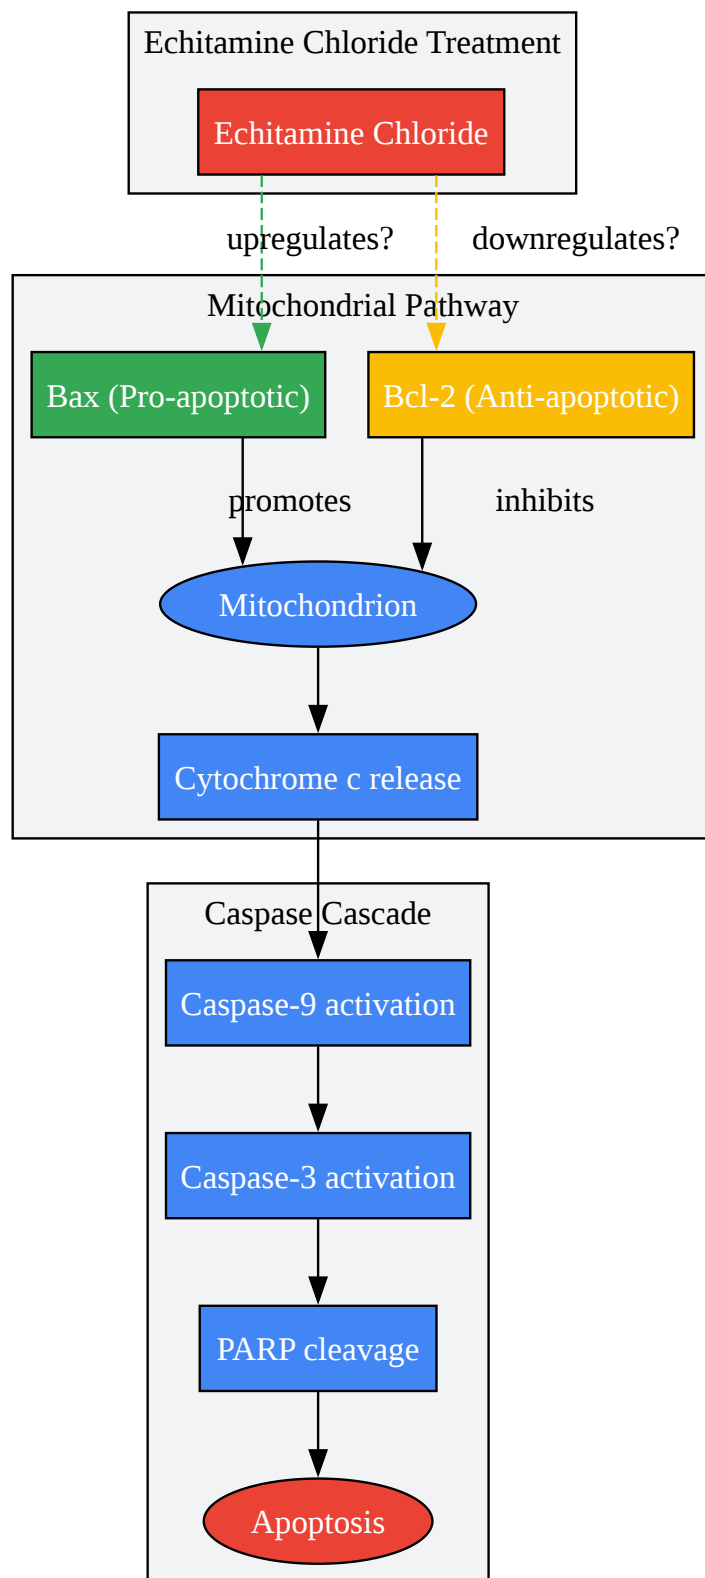 Echitamine Chloride Treatment
Echitamine Chloride
upregulates?
downregulates?
Mitochondrial Pathway
Bax (Pro-apoptotic)
Bcl-2 (Anti-apoptotic)
promotes
inhibits
Mitochondrion
Cytochrome c release
Caspase Cascade
Caspase-9 activation
Caspase-3 activation
PARP cleavage
Apoptosis